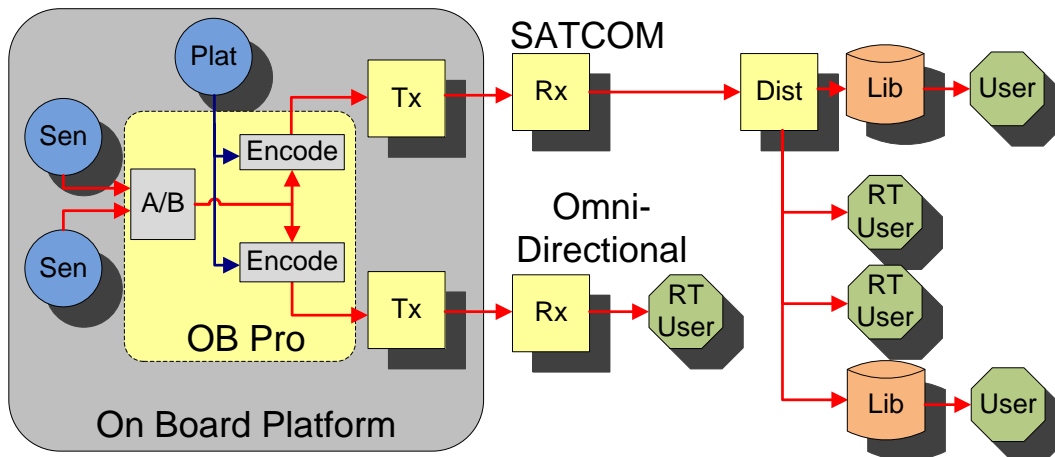 SATCOM
Plat
Tx
Rx
Dist
Lib
User
Sen
Encode
A/B
RT
User
Omni-
Directional
Sen
Encode
Tx
Rx
RT
User
RT
User
OB Pro
Lib
User
On Board Platform